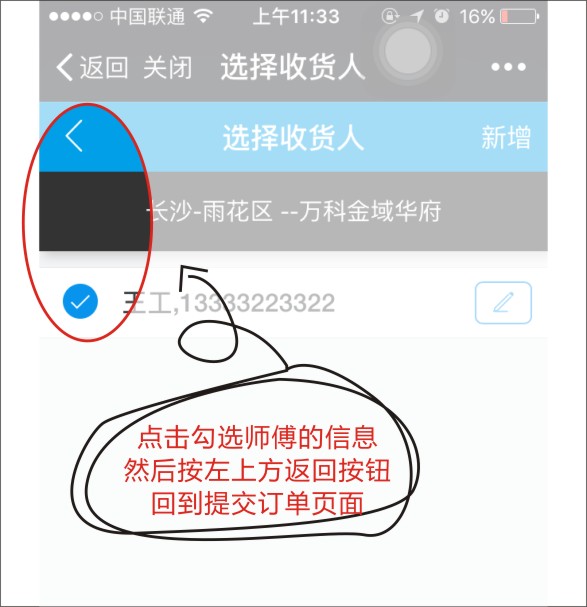 中国联通 上午11:33 16%
返回 关闭 选择收货人
选择收货人 新增
长沙-雨花区 --万科金域华府
王工,13333223322
点击勾选师傅的信息
然后按左上方返回按钮
回到提交订单页面